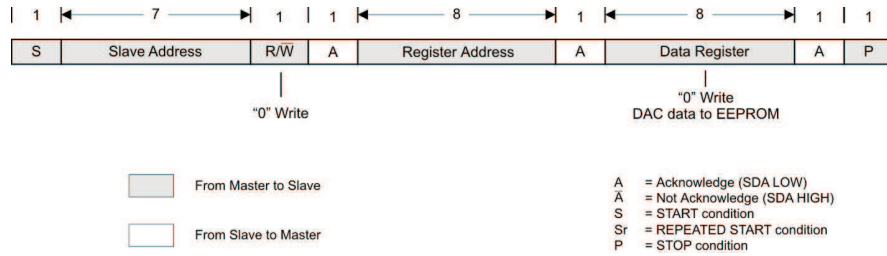 1 7 1 1 8 1 8 1 1
S Slave Address R/W̅ A Register Address A Data Register A P
“0” Write “0” Write
DAC data to EEPROM
From Master to Slave
From Slave to Master
A = Acknowledge (SDA LOW)
A̅ = Not Acknowledge (SDA HIGH)
S = START condition
Sr = REPEATED START condition
P = STOP condition